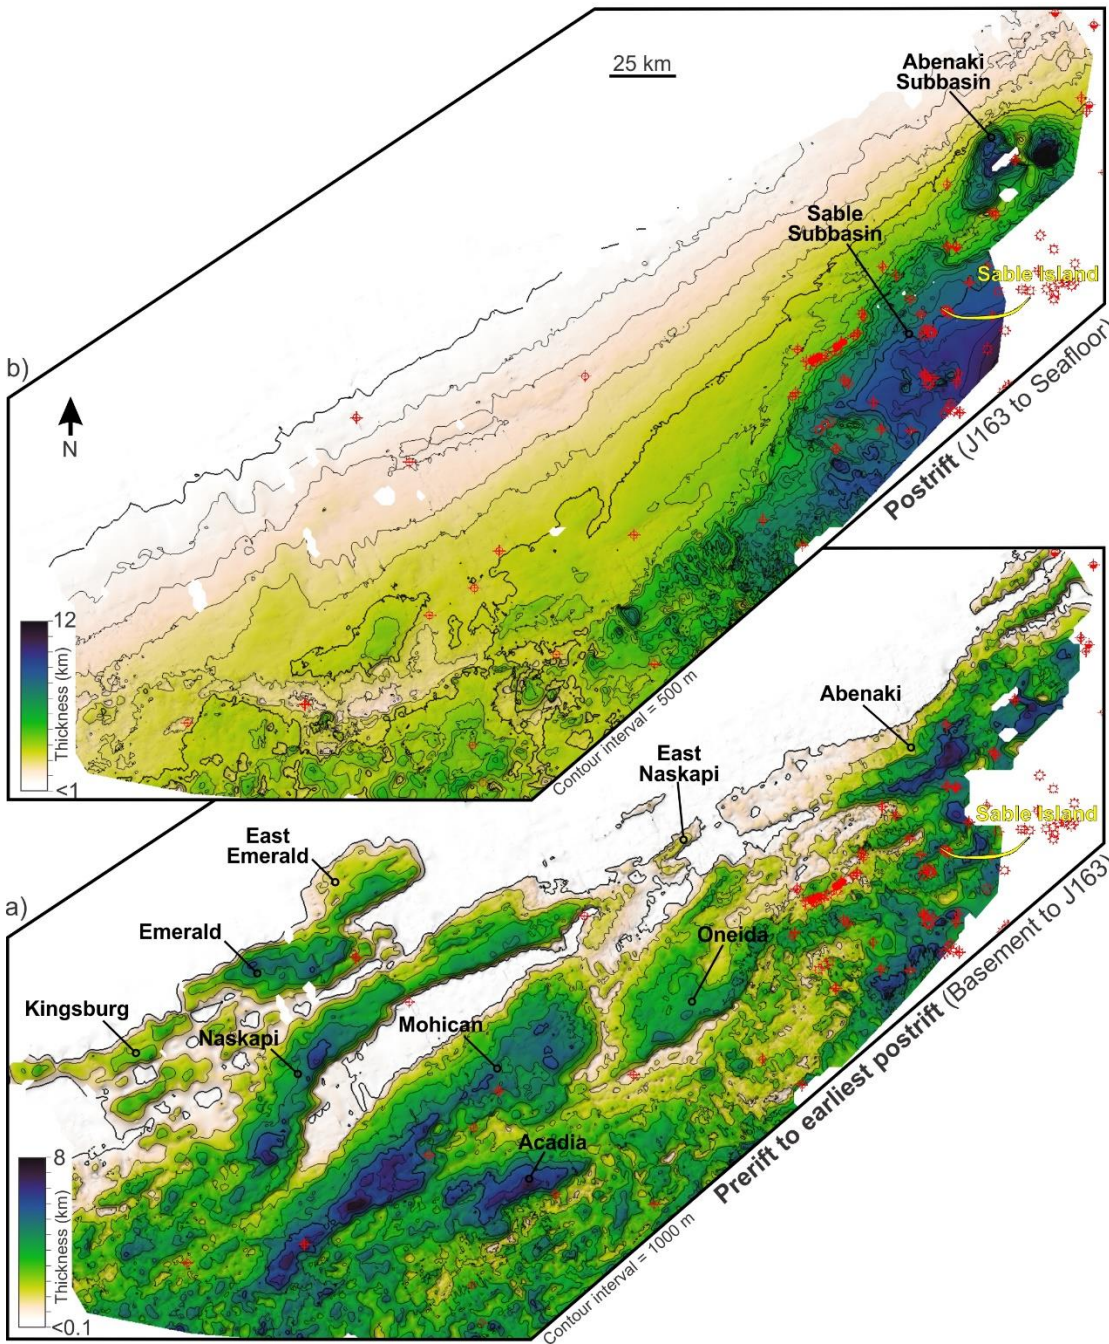 25 km
Abenaki
Subbasin
Sable
Subbasin
Sable Island
b)
N
Postrift (J163 to Seafloor)
12
Thickness (km)
<1
Contour interval = 500 m
Abenaki
East
Naskapi
Sable Island
East
Emerald
a)
Emerald
Oneida
Kingsburg
Naskapi
Mohican
Acadia
Prerift to earliest postrift (Basement to J163)
8
Thickness (km)
<0.1
Contour interval = 1000 m